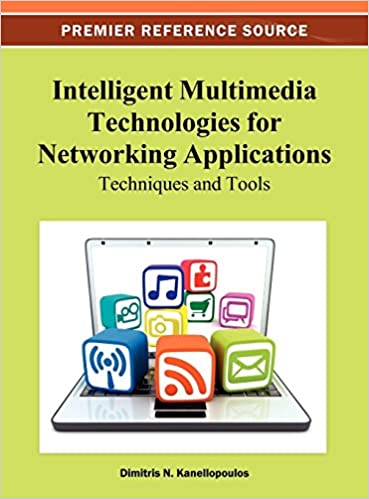 PREMIER REFERENCE SOURCE
Intelligent Multimedia
Technologies for
Networking Applications
Techniques and Tools
Dimitris N. Kanellopoulos